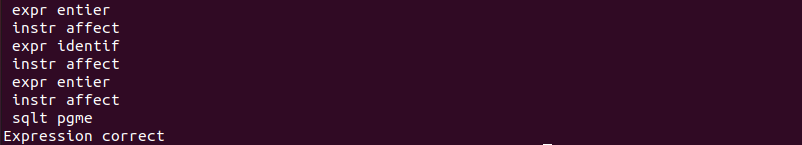 expr entier
instr affect
expr identif
instr affect
expr entier
instr affect
sqlt pgme
Expression correct